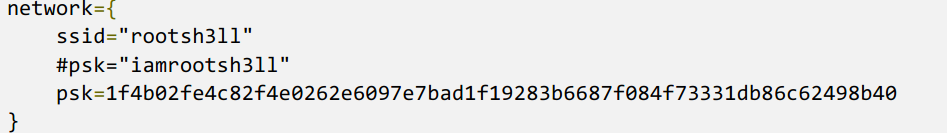 network={
ssid="rootsh3ll"
#psk="iamrootsh3ll"
psk=1f4b02fe4c82f4e0262e6097e7bad1f19283b6687f084f73331db86c62498b40
}